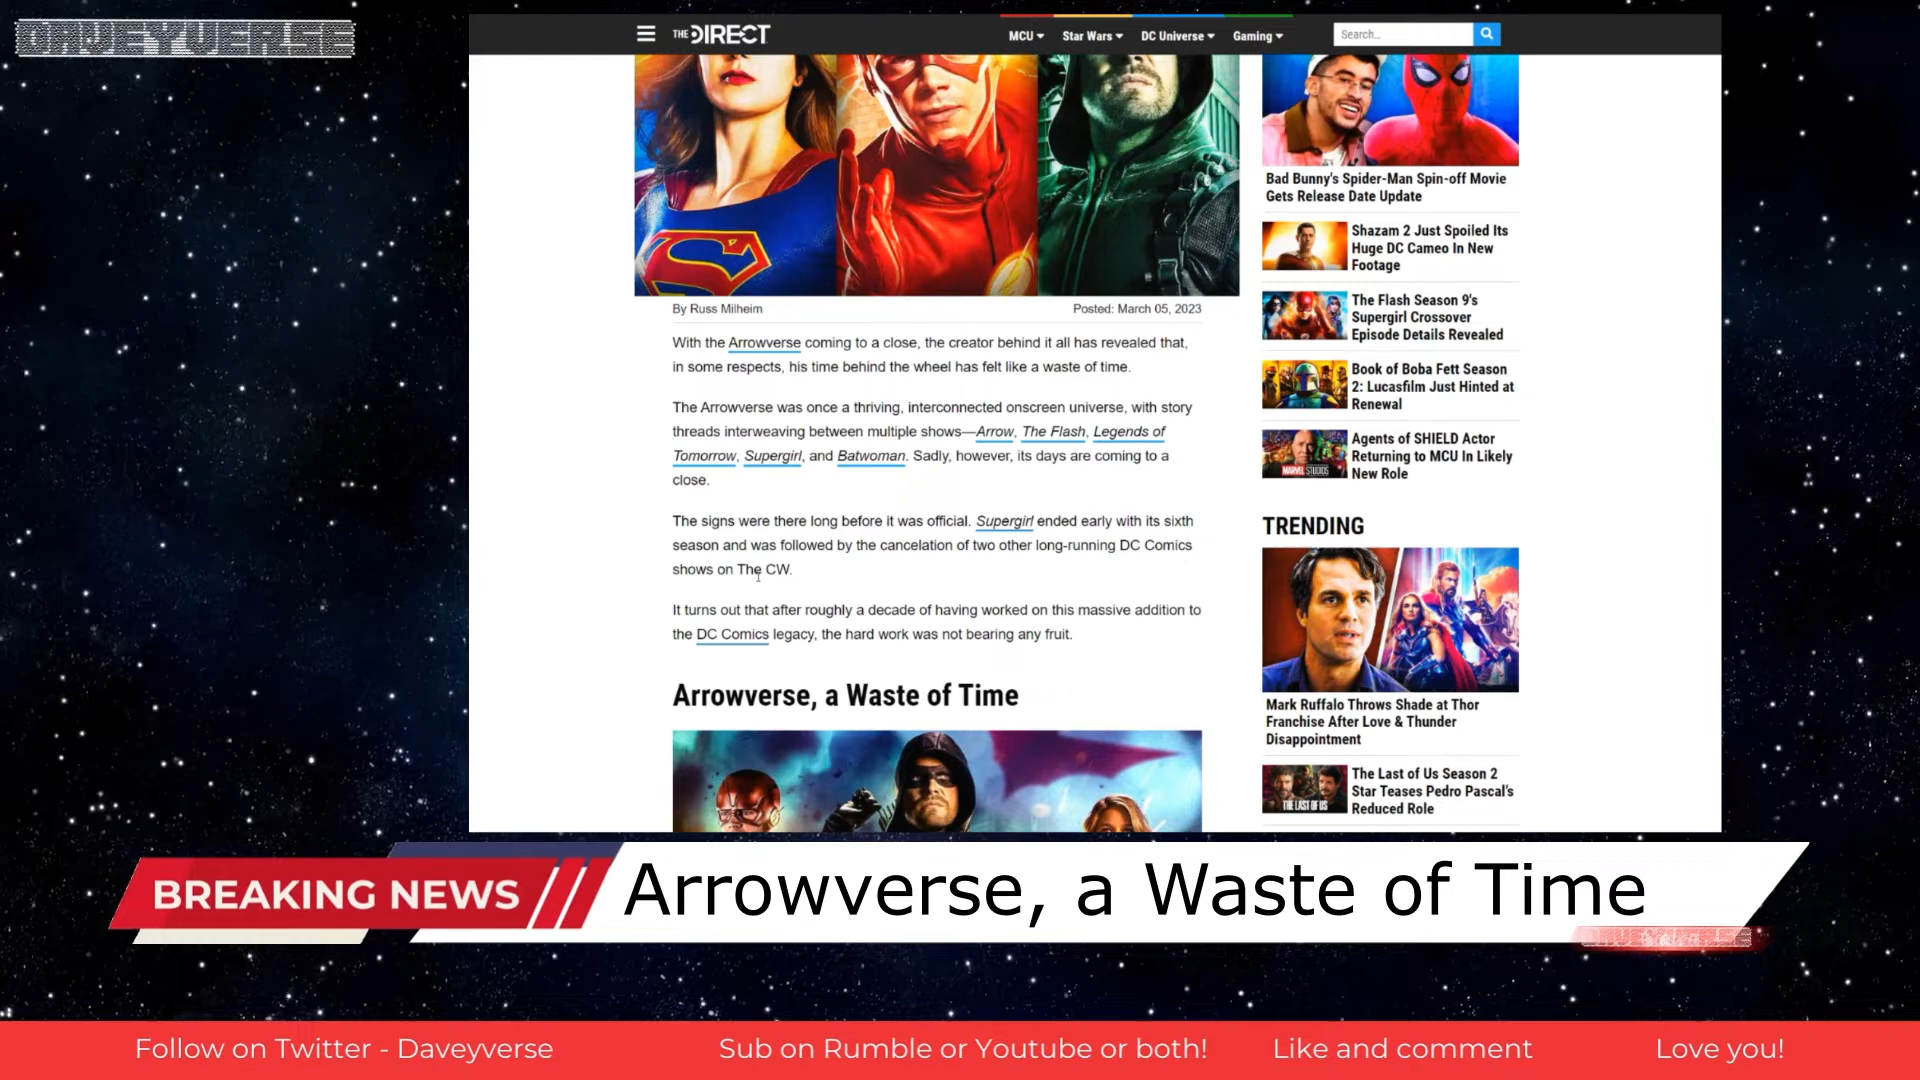 DAVEYVERSE
THE DIRECT
MCU
Star Wars
DC Universe
Gaming
Search...
By Russ Milheim
Posted: March 05, 2023
With the Arrowverse coming to a close, the creator behind it all has revealed that,
in some respects, his time behind the wheel has felt like a waste of time.
The Arrowverse was once a thriving, interconnected onscreen universe, with story
threads interweaving between multiple shows—Arrow, The Flash, Legends of
Tomorrow, Supergirl, and Batwoman. Sadly, however, its days are coming to a
close.
The signs were there long before it was official. Supergirl ended early with its sixth
season and was followed by the cancelation of two other long-running DC Comics
shows on The CW.
It turns out that after roughly a decade of having worked on this massive addition to
the DC Comics legacy, the hard work was not bearing any fruit.
Arrowverse, a Waste of Time
Bad Bunny's Spider-Man Spin-off Movie
Gets Release Date Update
Shazam 2 Just Spoiled Its
Huge DC Cameo In New
Footage
The Flash Season 9's
Supergirl Crossover
Episode Details Revealed
Book of Boba Fett Season
2: Lucasfilm Just Hinted at
Renewal
MARVEL STUDIOS
Agents of SHIELD Actor
Returning to MCU In Likely
New Role
TRENDING
Mark Ruffalo Throws Shade at Thor
Franchise After Love & Thunder
Disappointment
THE LAST OF US
The Last of Us Season 2
Star Teases Pedro Pascal's
Reduced Role
BREAKING NEWS
Arrowverse, a Waste of Time
Follow on Twitter - Daveyverse
Sub on Rumble or Youtube or both!
Like and comment
Love you!